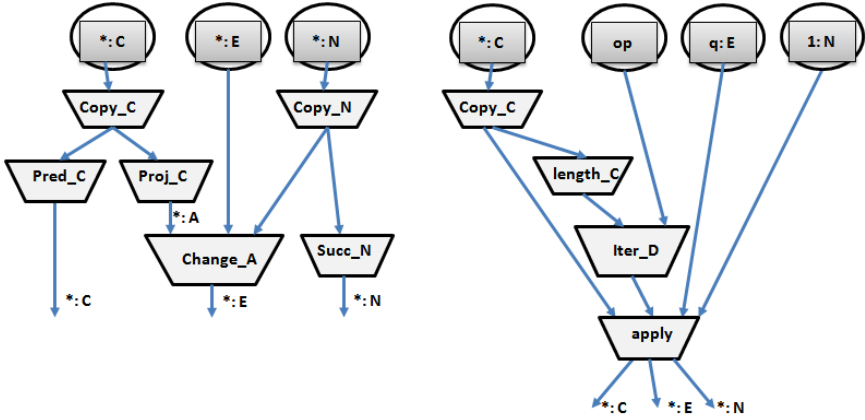 *: C
*: E
*: N
*: C
op
q: E
1: N
Copy_C
Copy_N
Copy_C
Pred_C
Proj_C
length_C
*: A
Change_A
Succ_N
Iter_D
*: C
*: E
*: N
apply
*: C
*: E
*: N